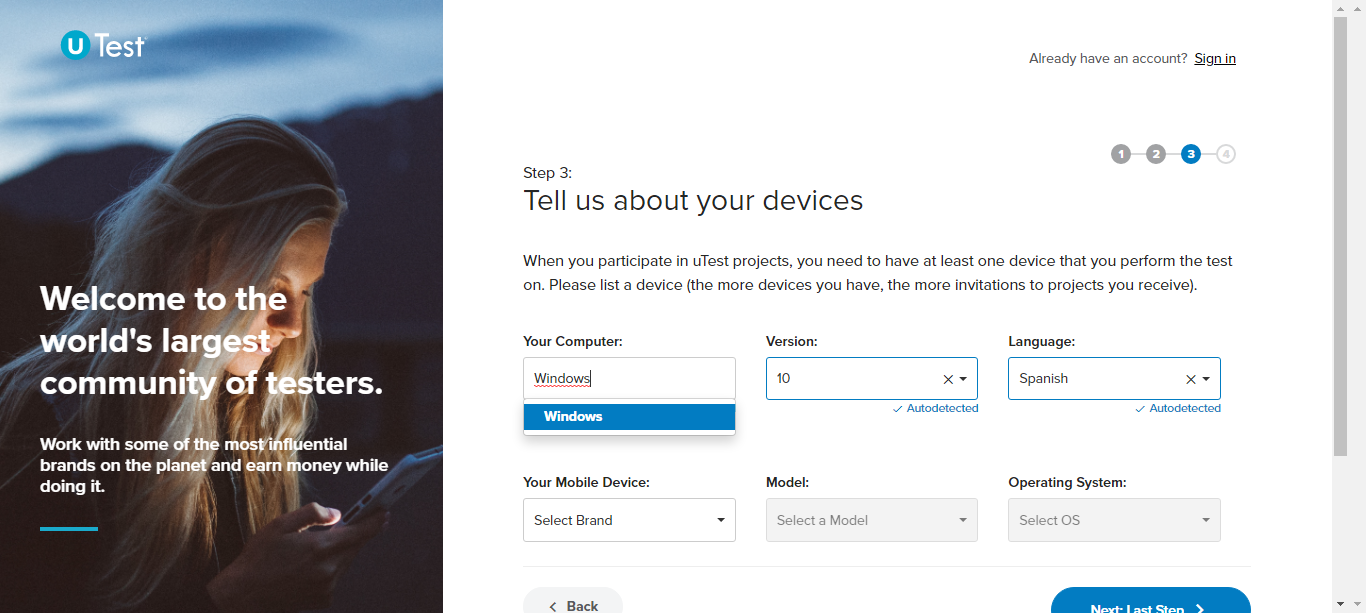 U Test
Already have an account? Sign in
1 2 3 4
Step 3:
Tell us about your devices
When you participate in uTest projects, you need to have at least one device that you perform the test
on. Please list a device (the more devices you have, the more invitations to projects you receive).
Welcome to the
world's largest
community of testers.
Work with some of the most influential
brands on the planet and earn money while
doing it.
Your Computer: Version: Language:
Windows 10 Spanish
Autodetected Autodetected
Windows
Your Mobile Device: Model: Operating System:
Select Brand Select a Model Select OS
Back Next: Last Step